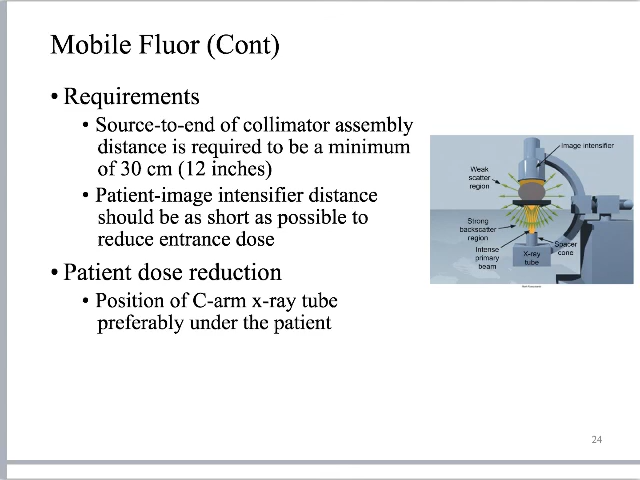 Mobile Fluor (Cont)
• Requirements
• Source-to-end of collimator assembly
distance is required to be a minimum
of 30 cm (12 inches)
• Patient-image intensifier distance
should be as short as possible to
reduce entrance dose
• Patient dose reduction
• Position of C-arm x-ray tube
preferably under the patient
Image intensifier
Weak
scatter
region
Strong
backscatter
region
Intense
primary
beam
X-ray
tube
Spacer
cone
24